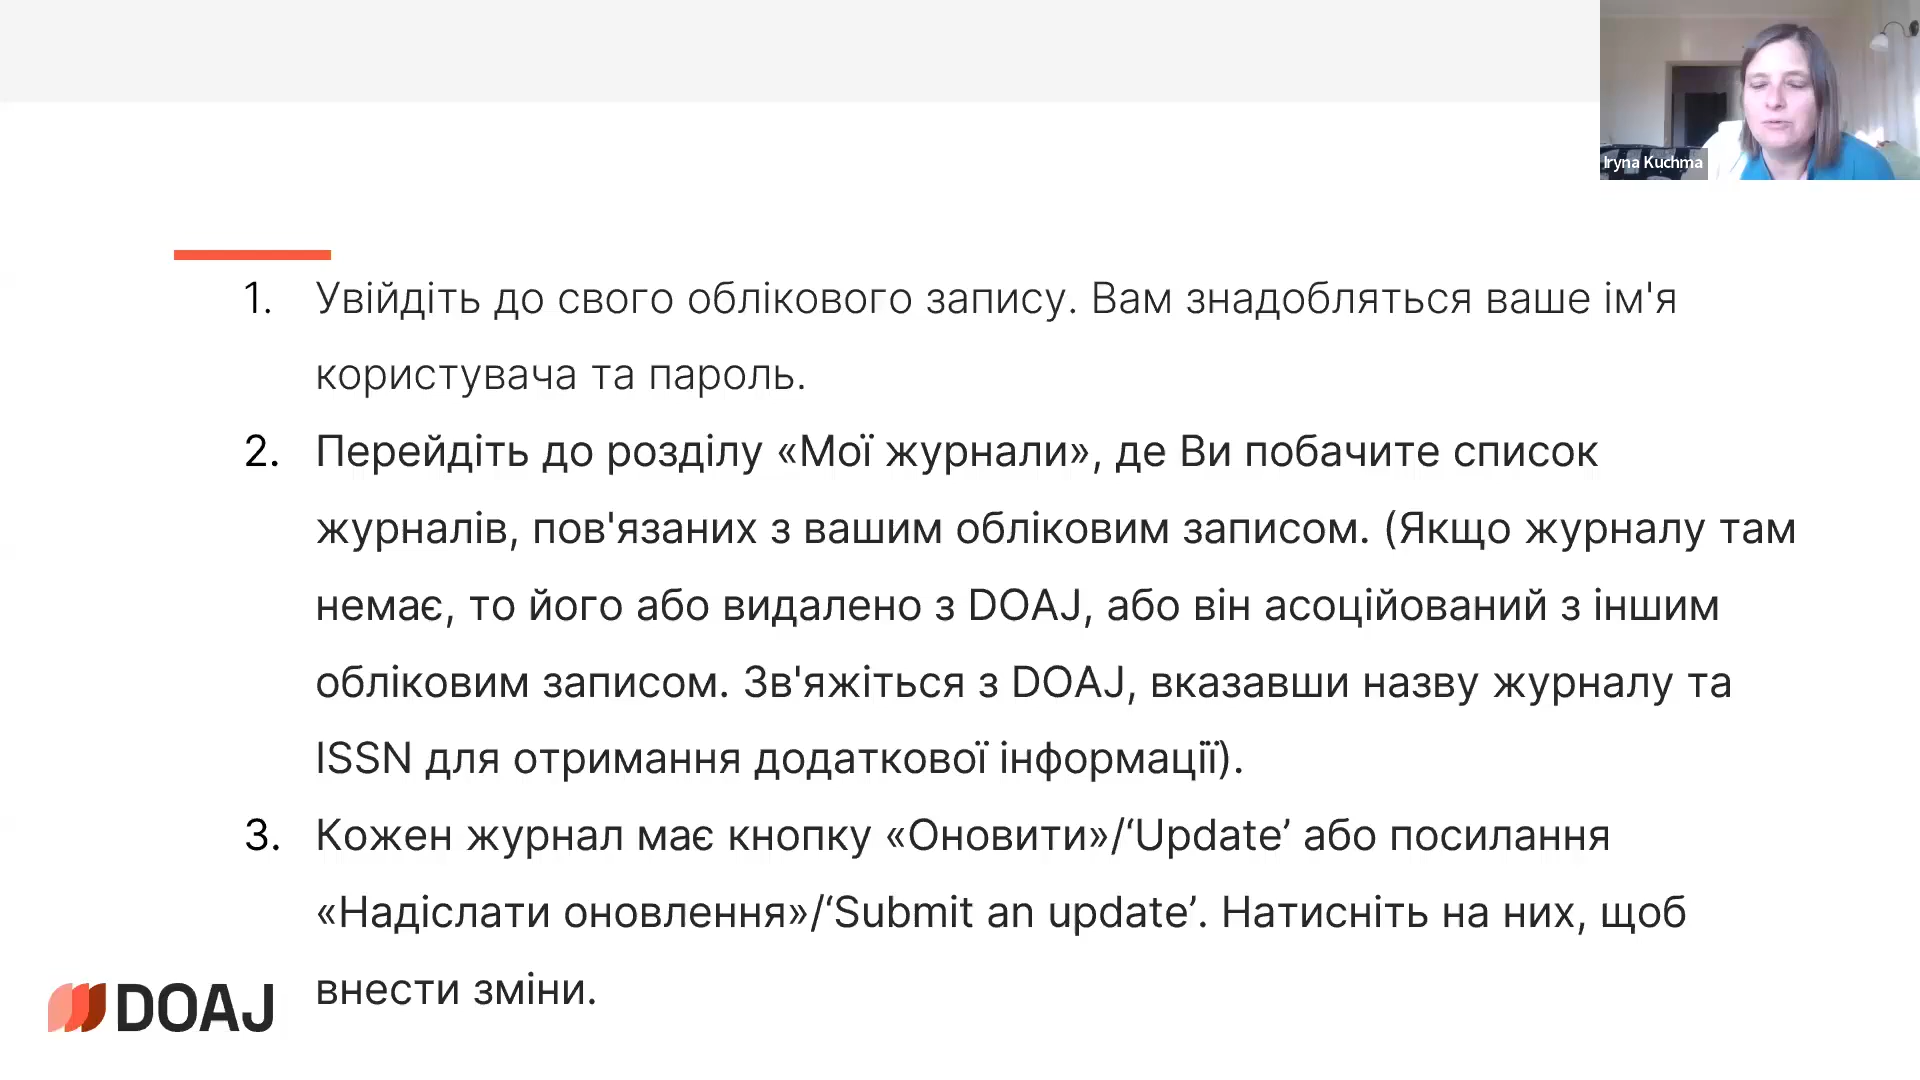 Iryna Kuchma
1. Увійдіть до свого облікового запису. Вам знадобляться ваше ім'я
користувача та пароль.
2. Перейдіть до розділу «Мої журнали», де Ви побачите список
журналів, пов'язаних з вашим обліковим записом. (Якщо журналу там
немає, то його або видалено з DOAJ, або він асоційований з іншим
обліковим записом. Зв'яжіться з DOAJ, вказавши назву журналу та
ISSN для отримання додаткової інформації).
3. Кожен журнал має кнопку «Оновити»/‘Update’ або посилання
«Надіслати оновлення»/‘Submit an update’. Натисніть на них, щоб
внести зміни.
DOAJ